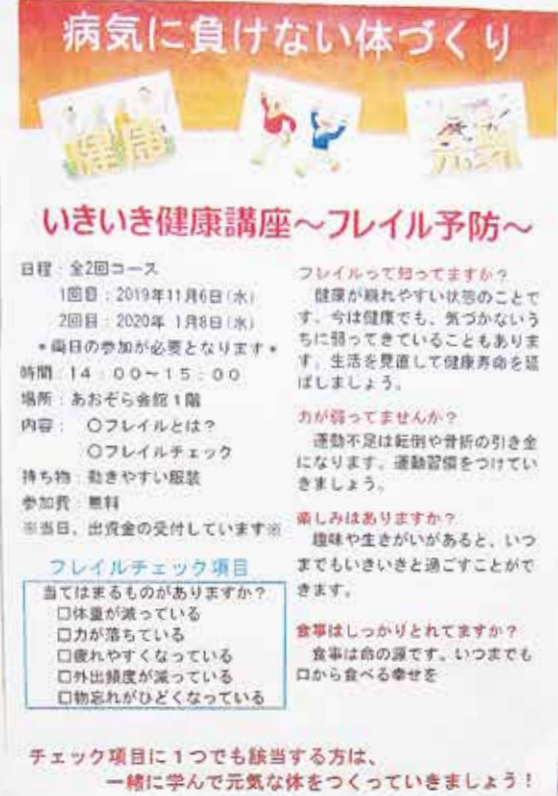 病気に負けない体づくり
健康
元気
いきいき健康講座～フレイル予防～
日程：全2回コース
1回目：2019年11月6日(水)
2回目：2020年 1月8日(水)
＊両日の参加が必要となります＊
時間：14：00～15：00
場所：あおぞら会館1階
内容： ○フレイルとは？
○フレイルチェック
持ち物：動きやすい服装
参加費：無料
※当日、出資金の受付しています※
フレイルチェック項目
当てはまるものがありますか？
□体重が減っている
□力が落ちている
□疲れやすくなっている
□外出頻度が減っている
□物忘れがひどくなっている
フレイルって知ってますか？
健康が崩れやすい状態のことで
す。今は健康でも、気づかないう
ちに弱ってきていることもありま
す。生活を見直して健康寿命を延
ばしましょう。
力が弱ってませんか？
運動不足は転倒や骨折の引き金
になります。運動習慣をつけてい
きましょう。
楽しみはありますか？
趣味や生きがいがあると、いつ
までもいきいきと過ごすことがで
きます。
食事はしっかりとれてますか？
食事は命の源です。いつまでも
口から食べる幸せを
チェック項目に1つでも該当する方は、
一緒に学んで元気な体をつくっていきましょう！